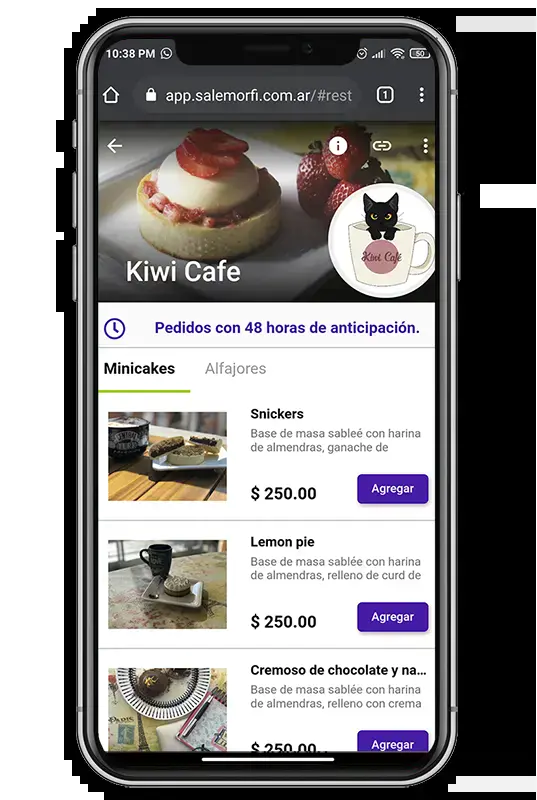 10:38 PM
50
app.salemorfi.com.ar/#rest
1
Kiwi Cafe
Kiwi Café
Pedidos con 48 horas de anticipación.
Minicakes
Alfajores
Snickers
Base de masa sableé con harina
de almendras, ganache de
$ 250.00
Agregar
Lemon pie
Base de masa sablée con harina
de almendras, relleno de curd de
$ 250.00
Agregar
Cremoso de chocolate y na...
Base de masa sablée con harina
de almendras, relleno con crema
$ 250.00
Agregar